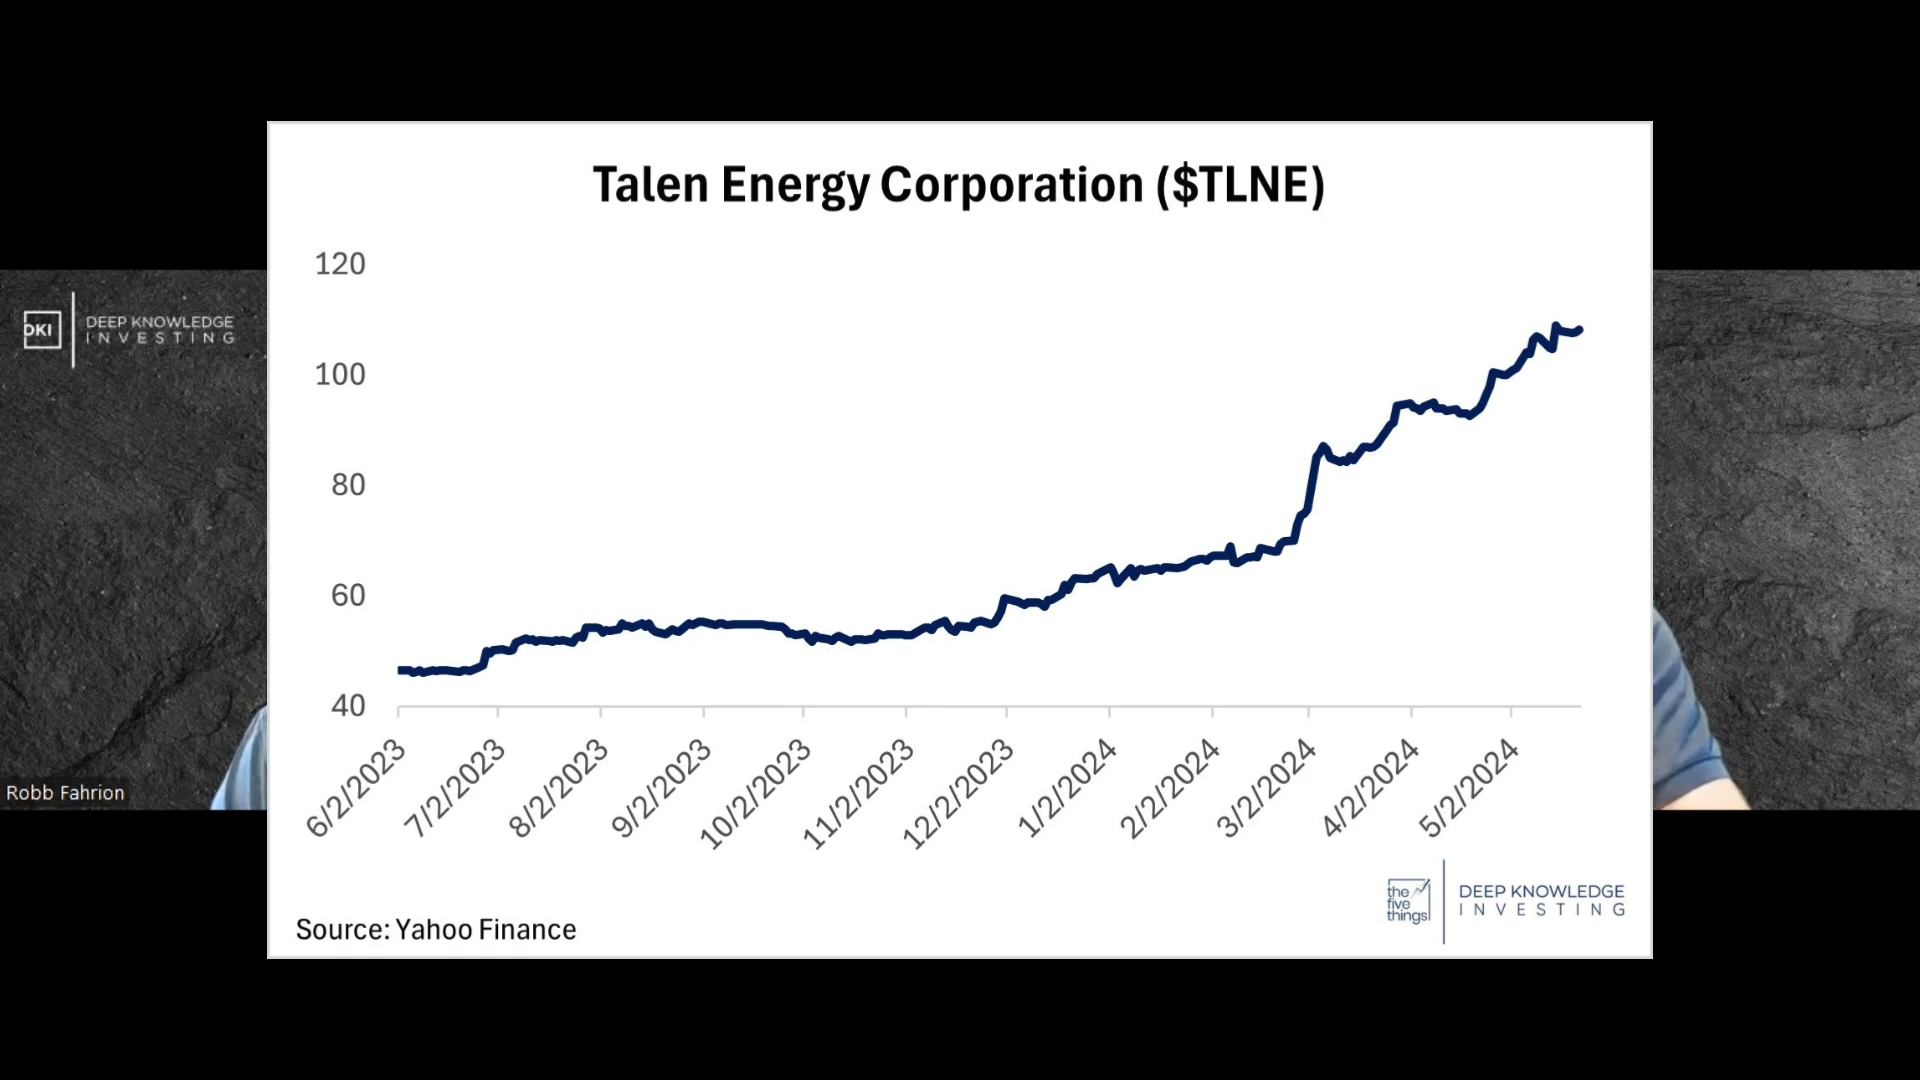 Talen Energy Corporation ($TLNE)
120
100
80
60
40
6/2/2023
7/2/2023
8/2/2023
9/2/2023
10/2/2023
11/2/2023
12/2/2023
1/2/2024
2/2/2024
3/2/2024
4/2/2024
5/2/2024
Source: Yahoo Finance
the
five
things
DEEP KNOWLEDGE
INVESTING
DKI
DEEP KNOWLEDGE
INVESTING
Robb Fahrion